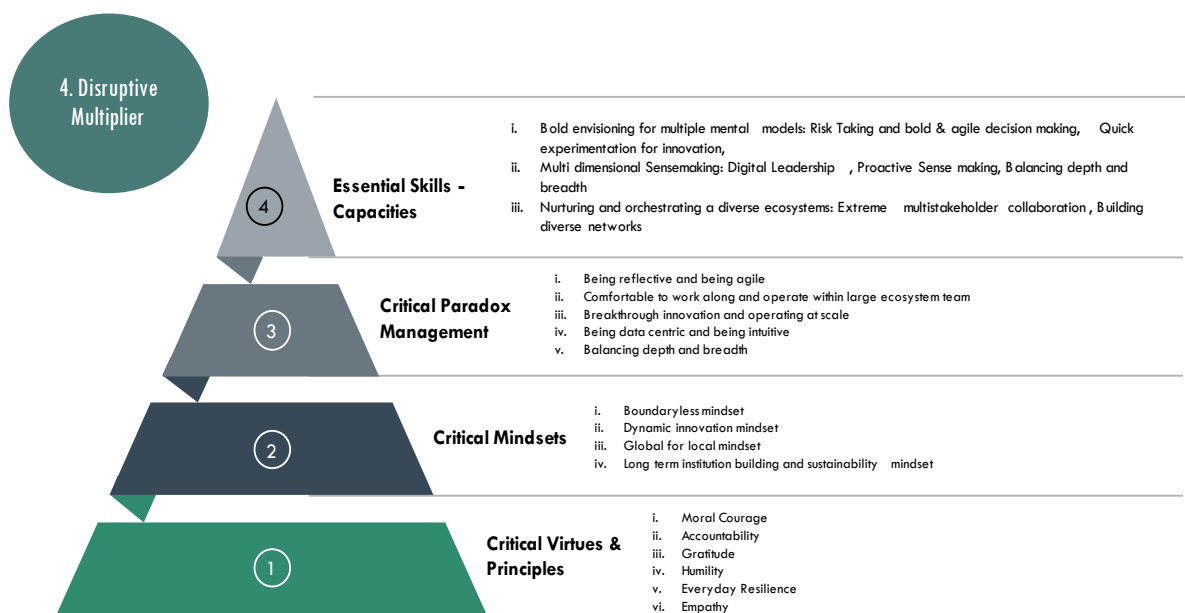 4. Disruptive
Multiplier
4
Essential Skills -
Capacities
i. Bold envisioning for multiple mental models: Risk Taking and bold & agile decision making, Quick
experimentation for innovation,
ii. Multi dimensional Sensemaking: Digital Leadership , Proactive Sense making, Balancing depth and
breadth
iii. Nurturing and orchestrating a diverse ecosystems: Extreme multistakeholder collaboration , Building
diverse networks
3
Critical Paradox
Management
i. Being reflective and being agile
ii. Comfortable to work along and operate within large ecosystem team
iii. Breakthrough innovation and operating at scale
iv. Being data centric and being intuitive
v. Balancing depth and breadth
2
Critical Mindsets
i. Boundaryless mindset
ii. Dynamic innovation mindset
iii. Global for local mindset
iv. Long term institution building and sustainability mindset
1
Critical Virtues &
Principles
i. Moral Courage
ii. Accountability
iii. Gratitude
iv. Humility
v. Everyday Resilience
vi. Empathy